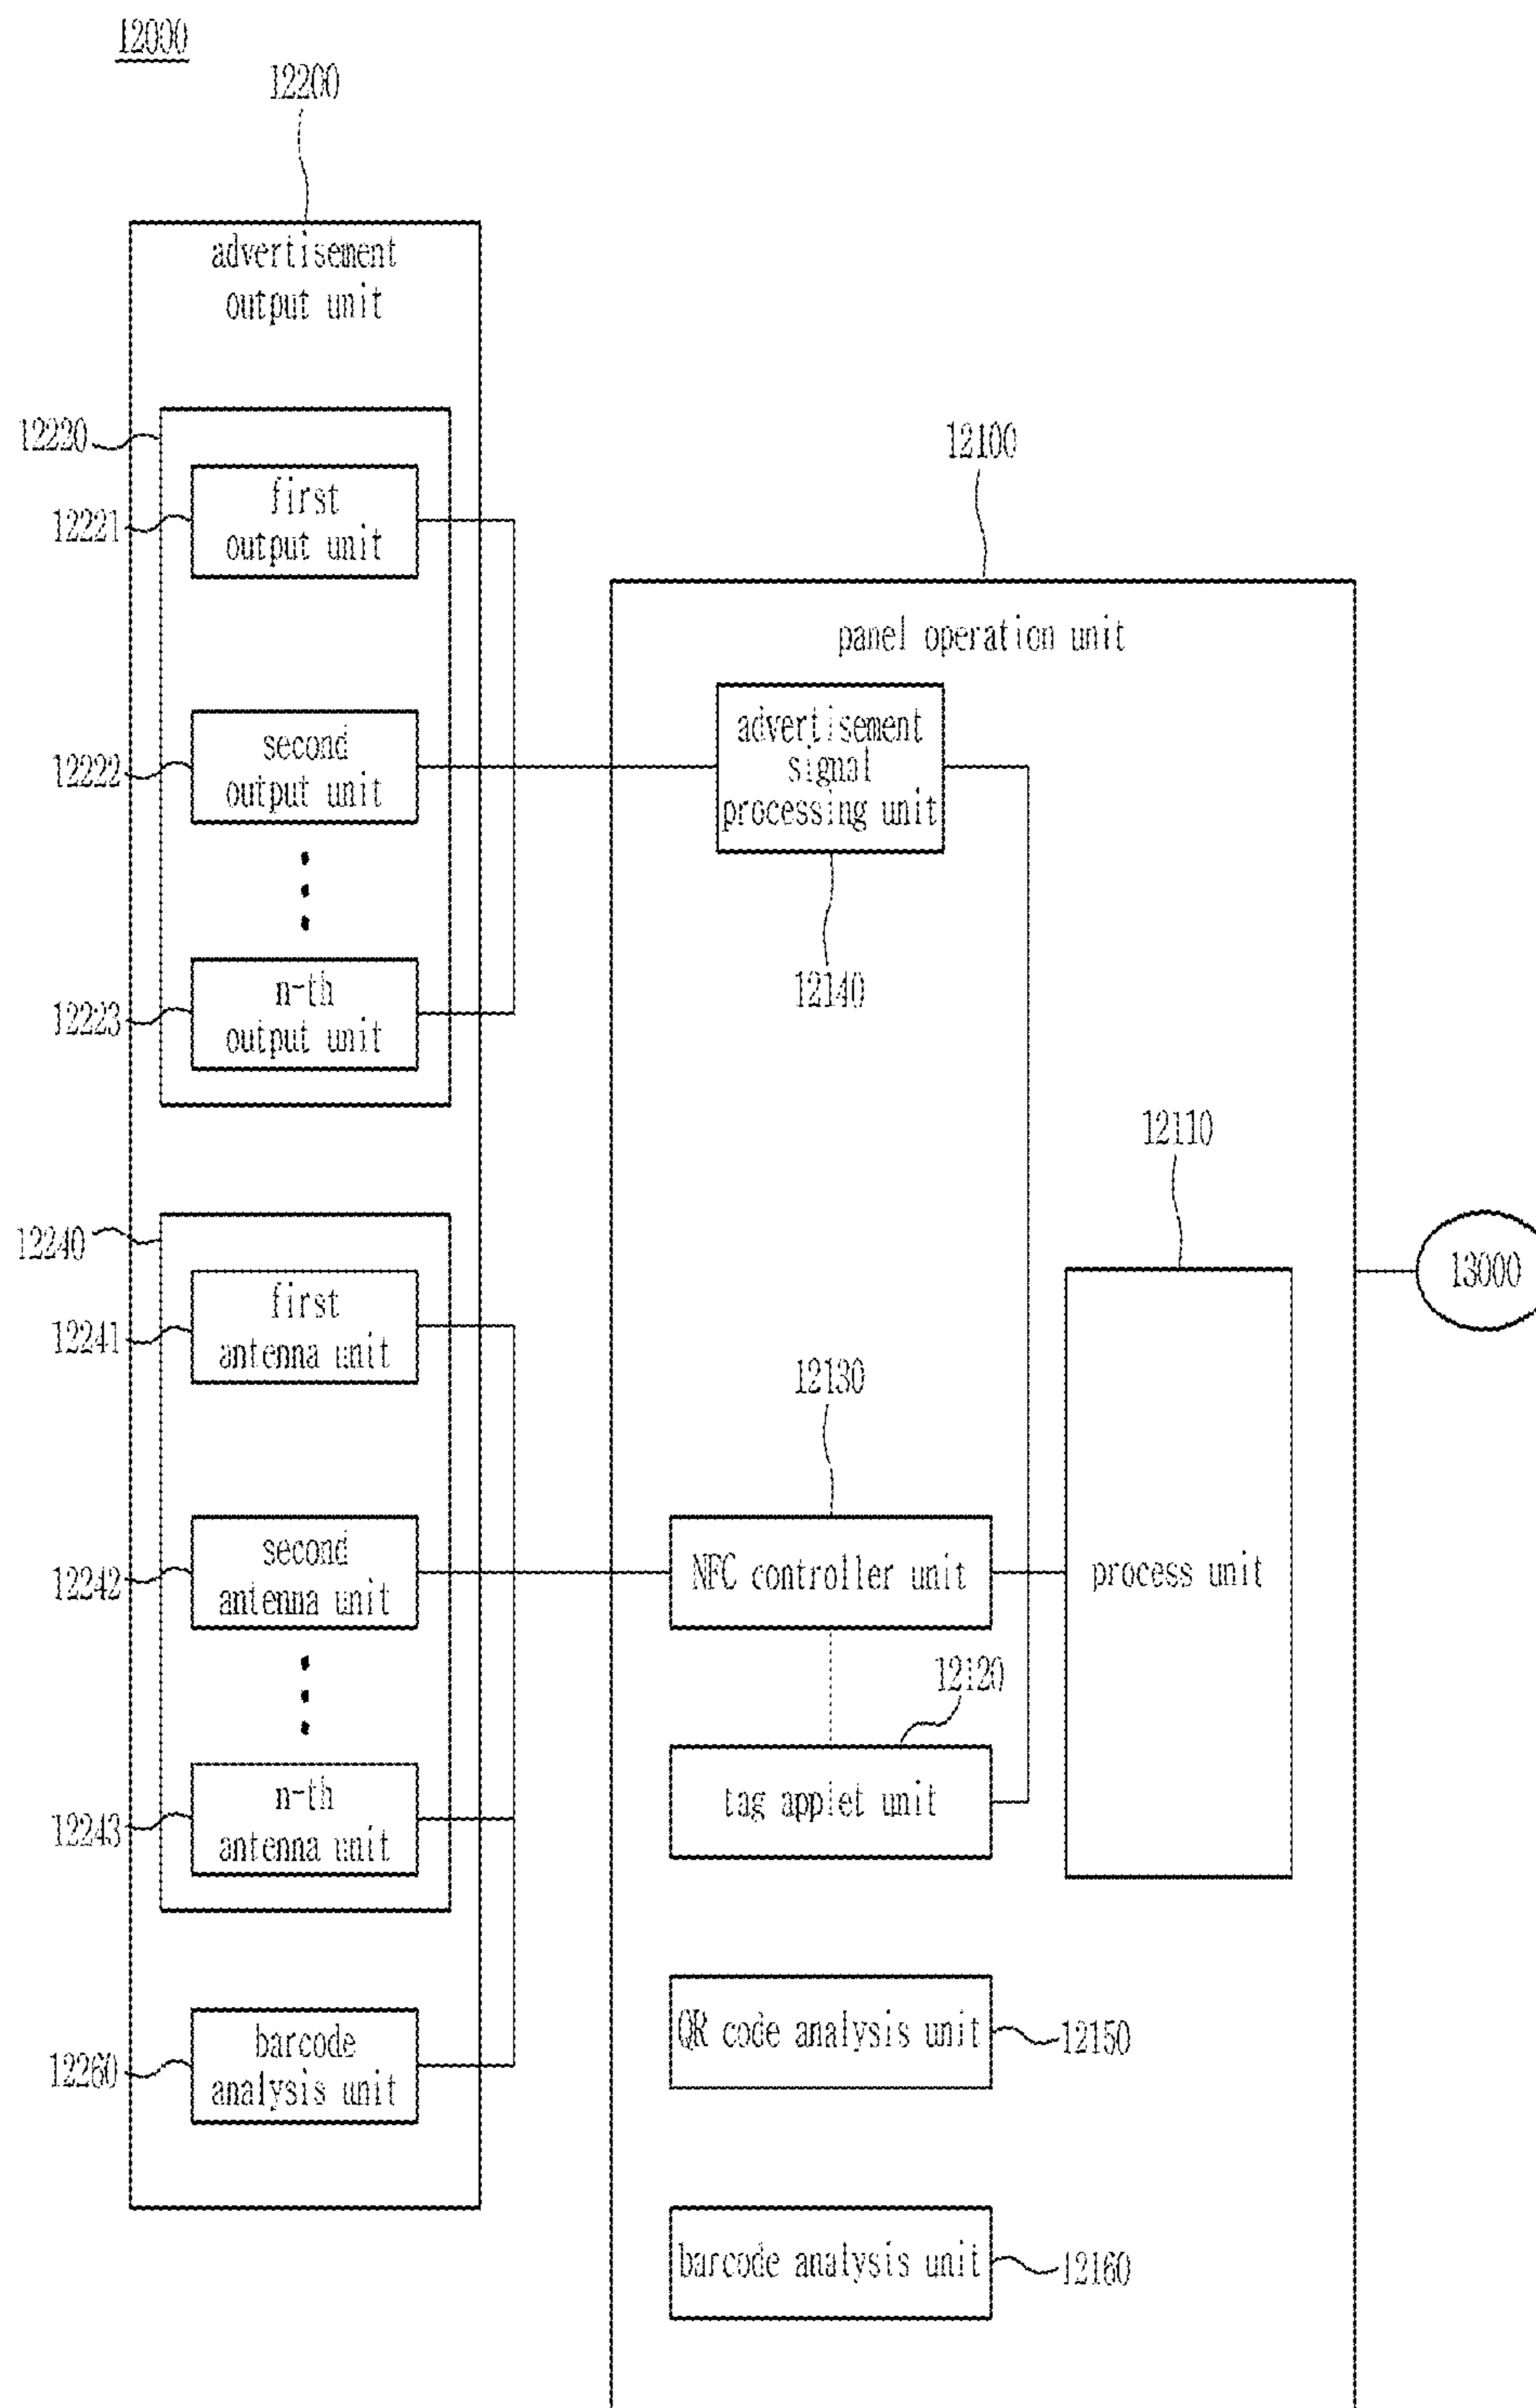 12000
12200
advertisement
output unit
12220
12221
first
output unit
12222
second
output unit
12223
n-th
output unit
12240
12241
first
antenna unit
12242
second
antenna unit
12243
n-th
antenna unit
12260
barcode
analysis unit
12100
panel operation unit
advertisement
signal
processing unit
12140
12110
process unit
13000
12130
NFC controller unit
12120
tag applet unit
QR code analysis unit
12150
barcode analysis unit
12160